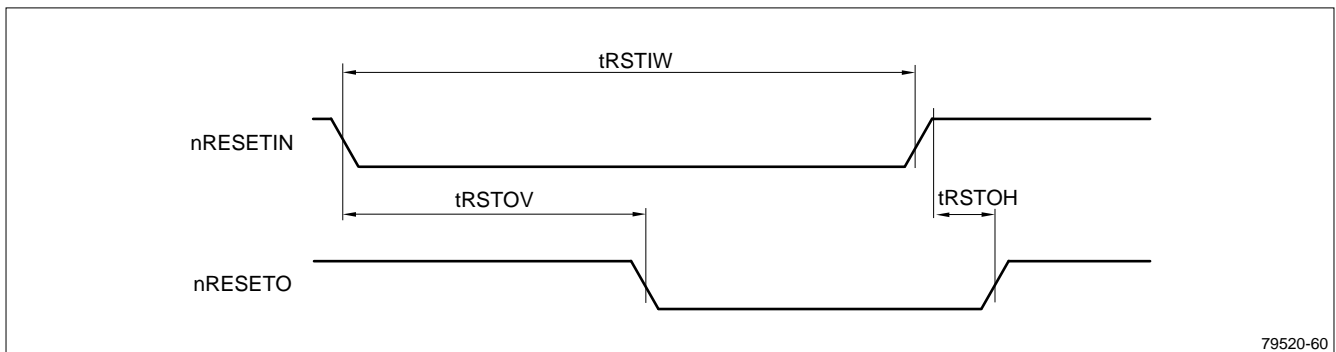 tRSTIW
nRESETIN
tRSTOV
tRSTOH
nRESETO
79520-60